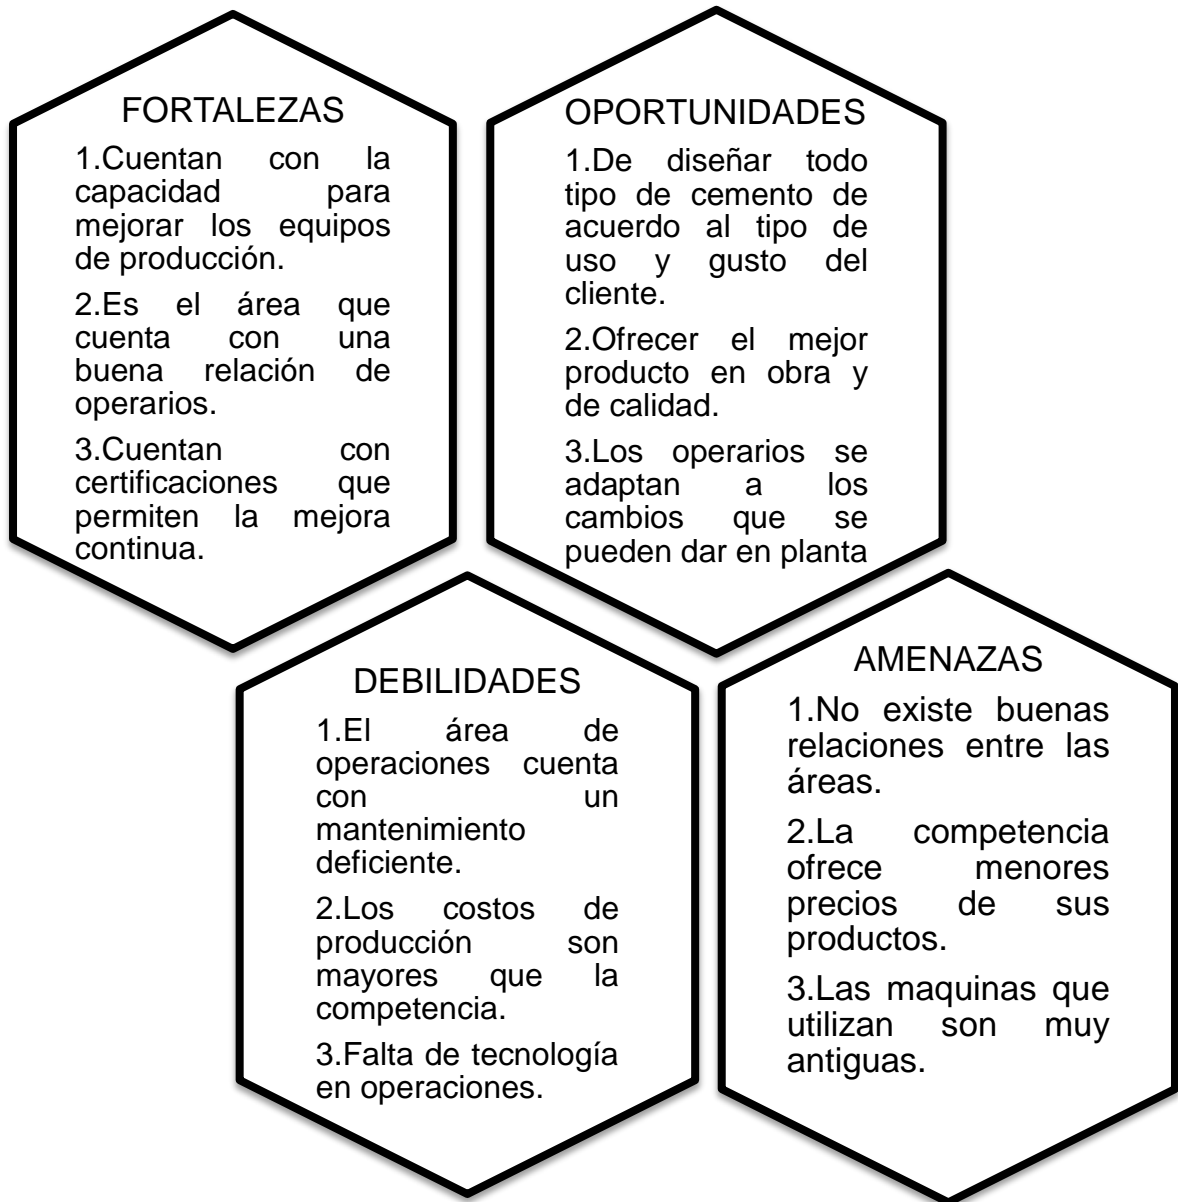 FORTALEZAS
1.Cuentan con la
capacidad para
mejorar los equipos
de producción.
2.Es el área que
cuenta con una
buena relación de
operarios.
3.Cuentan con
certificaciones que
permiten la mejora
continua.
OPORTUNIDADES
1.De diseñar todo
tipo de cemento de
acuerdo al tipo de
uso y gusto del
cliente.
2.Ofrecer el mejor
producto en obra y
de calidad.
3.Los operarios se
adaptan a los
cambios que se
pueden dar en planta
DEBILIDADES
1.El área de
operaciones cuenta
con un
mantenimiento
deficiente.
2.Los costos de
producción son
mayores que la
competencia.
3.Falta de tecnología
en operaciones.
AMENAZAS
1.No existe buenas
relaciones entre las
áreas.
2.La competencia
ofrece menores
precios de sus
productos.
3.Las maquinas que
utilizan son muy
antiguas.